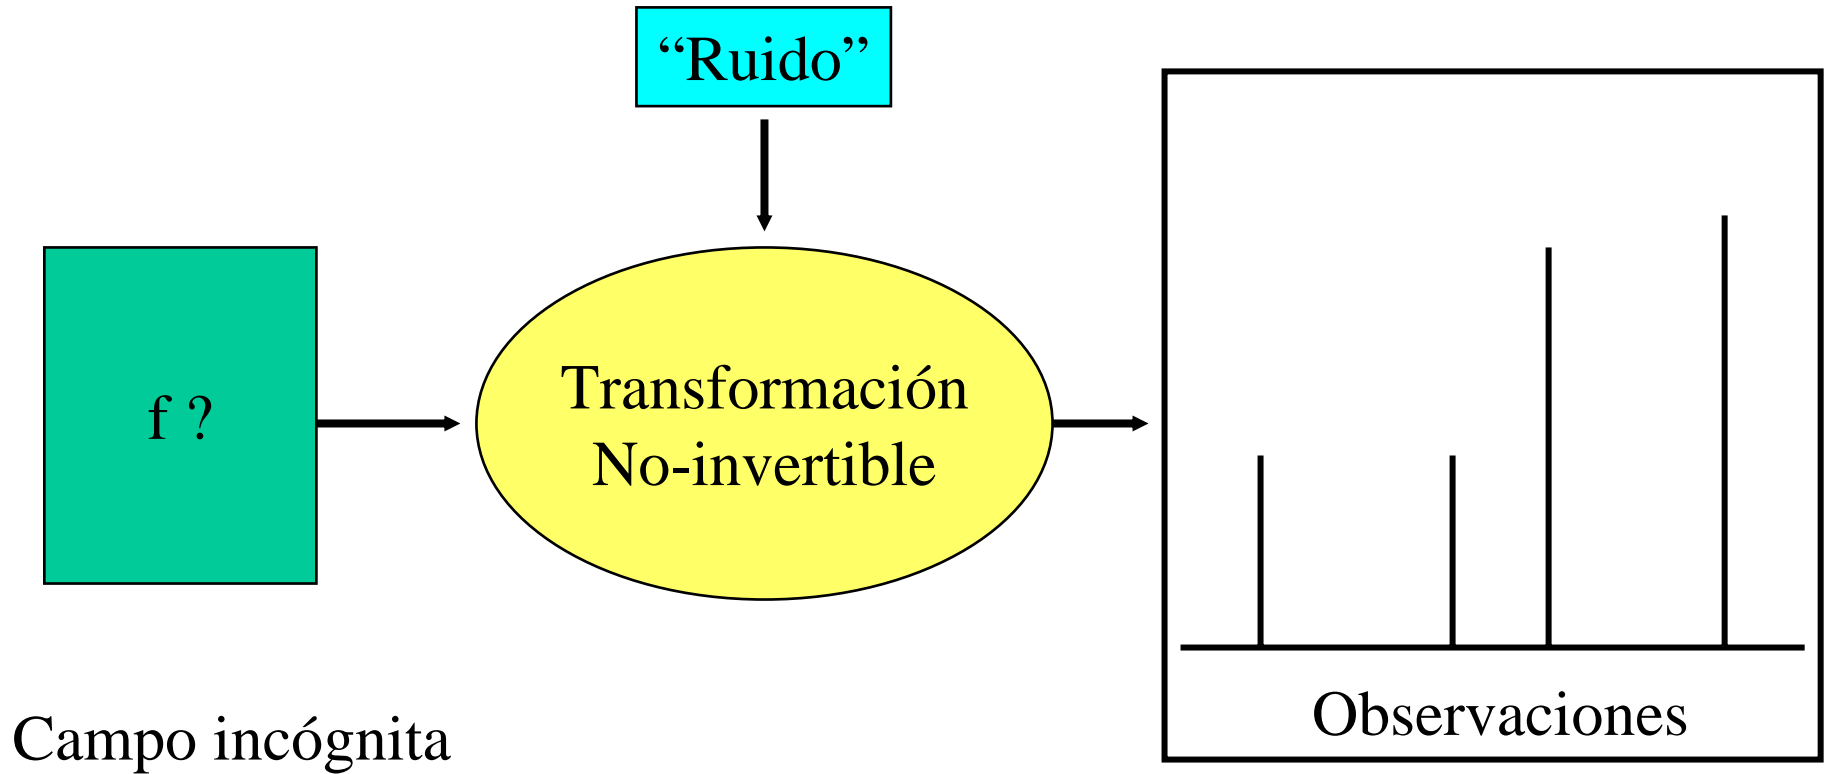 “Ruido”
f ?
Transformación
No-invertible
Observaciones
Campo incógnita